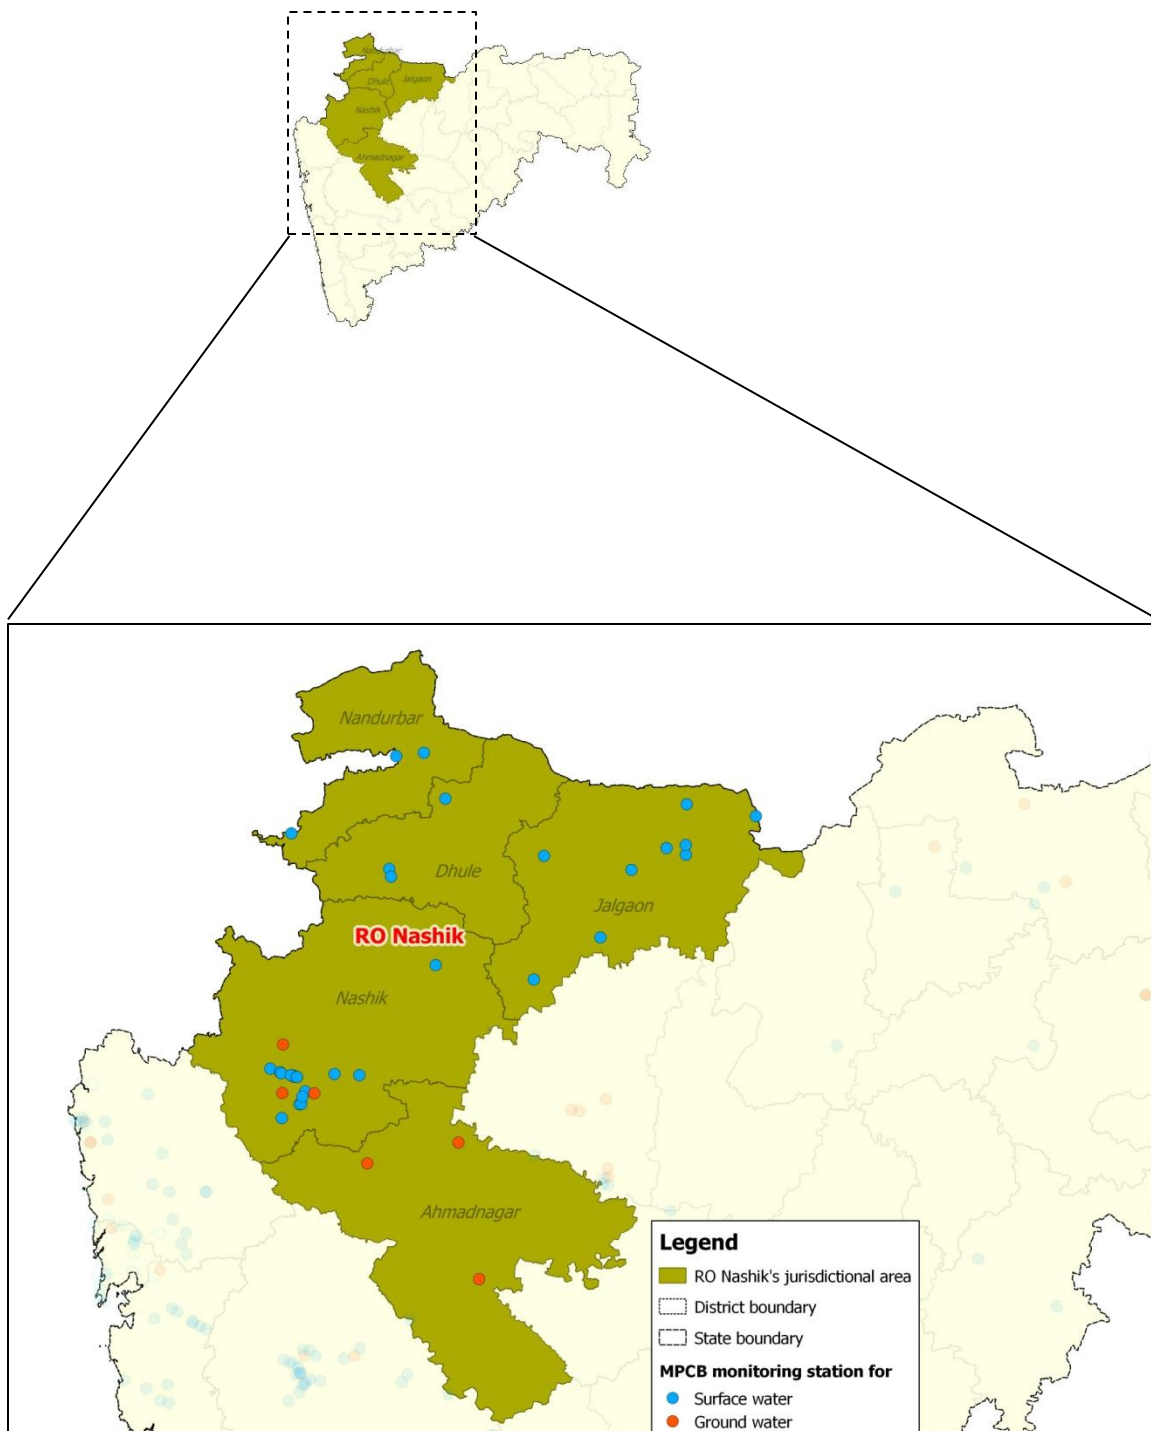 Nandurbar
Dhule
Jalgaon
Nashik
Ahmadnagar
Nandurbar
Dhule
Jalgaon
RO Nashik
Nashik
Ahmadnagar
Legend
RO Nashik's jurisdictional area
District boundary
State boundary
MPCB monitoring station for
Surface water
Ground water